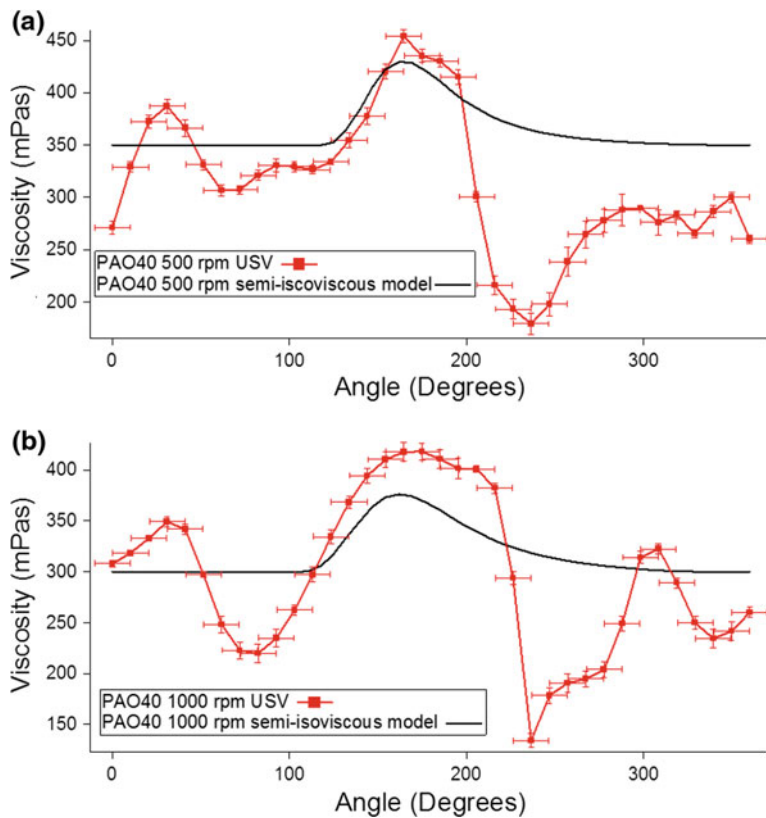 (a)
450
400
350
300
250
200
Viscosity (mPas)
PAO40 500 rpm USV
PAO40 500 rpm semi-iscoviscous model
0
100
200
300
Angle (Degrees)
(b)
400
350
300
250
200
150
Viscosity (mPas)
PAO40 1000 rpm USV
PAO40 1000 rpm semi-isoviscous model
0
100
200
300
Angle (Degrees)